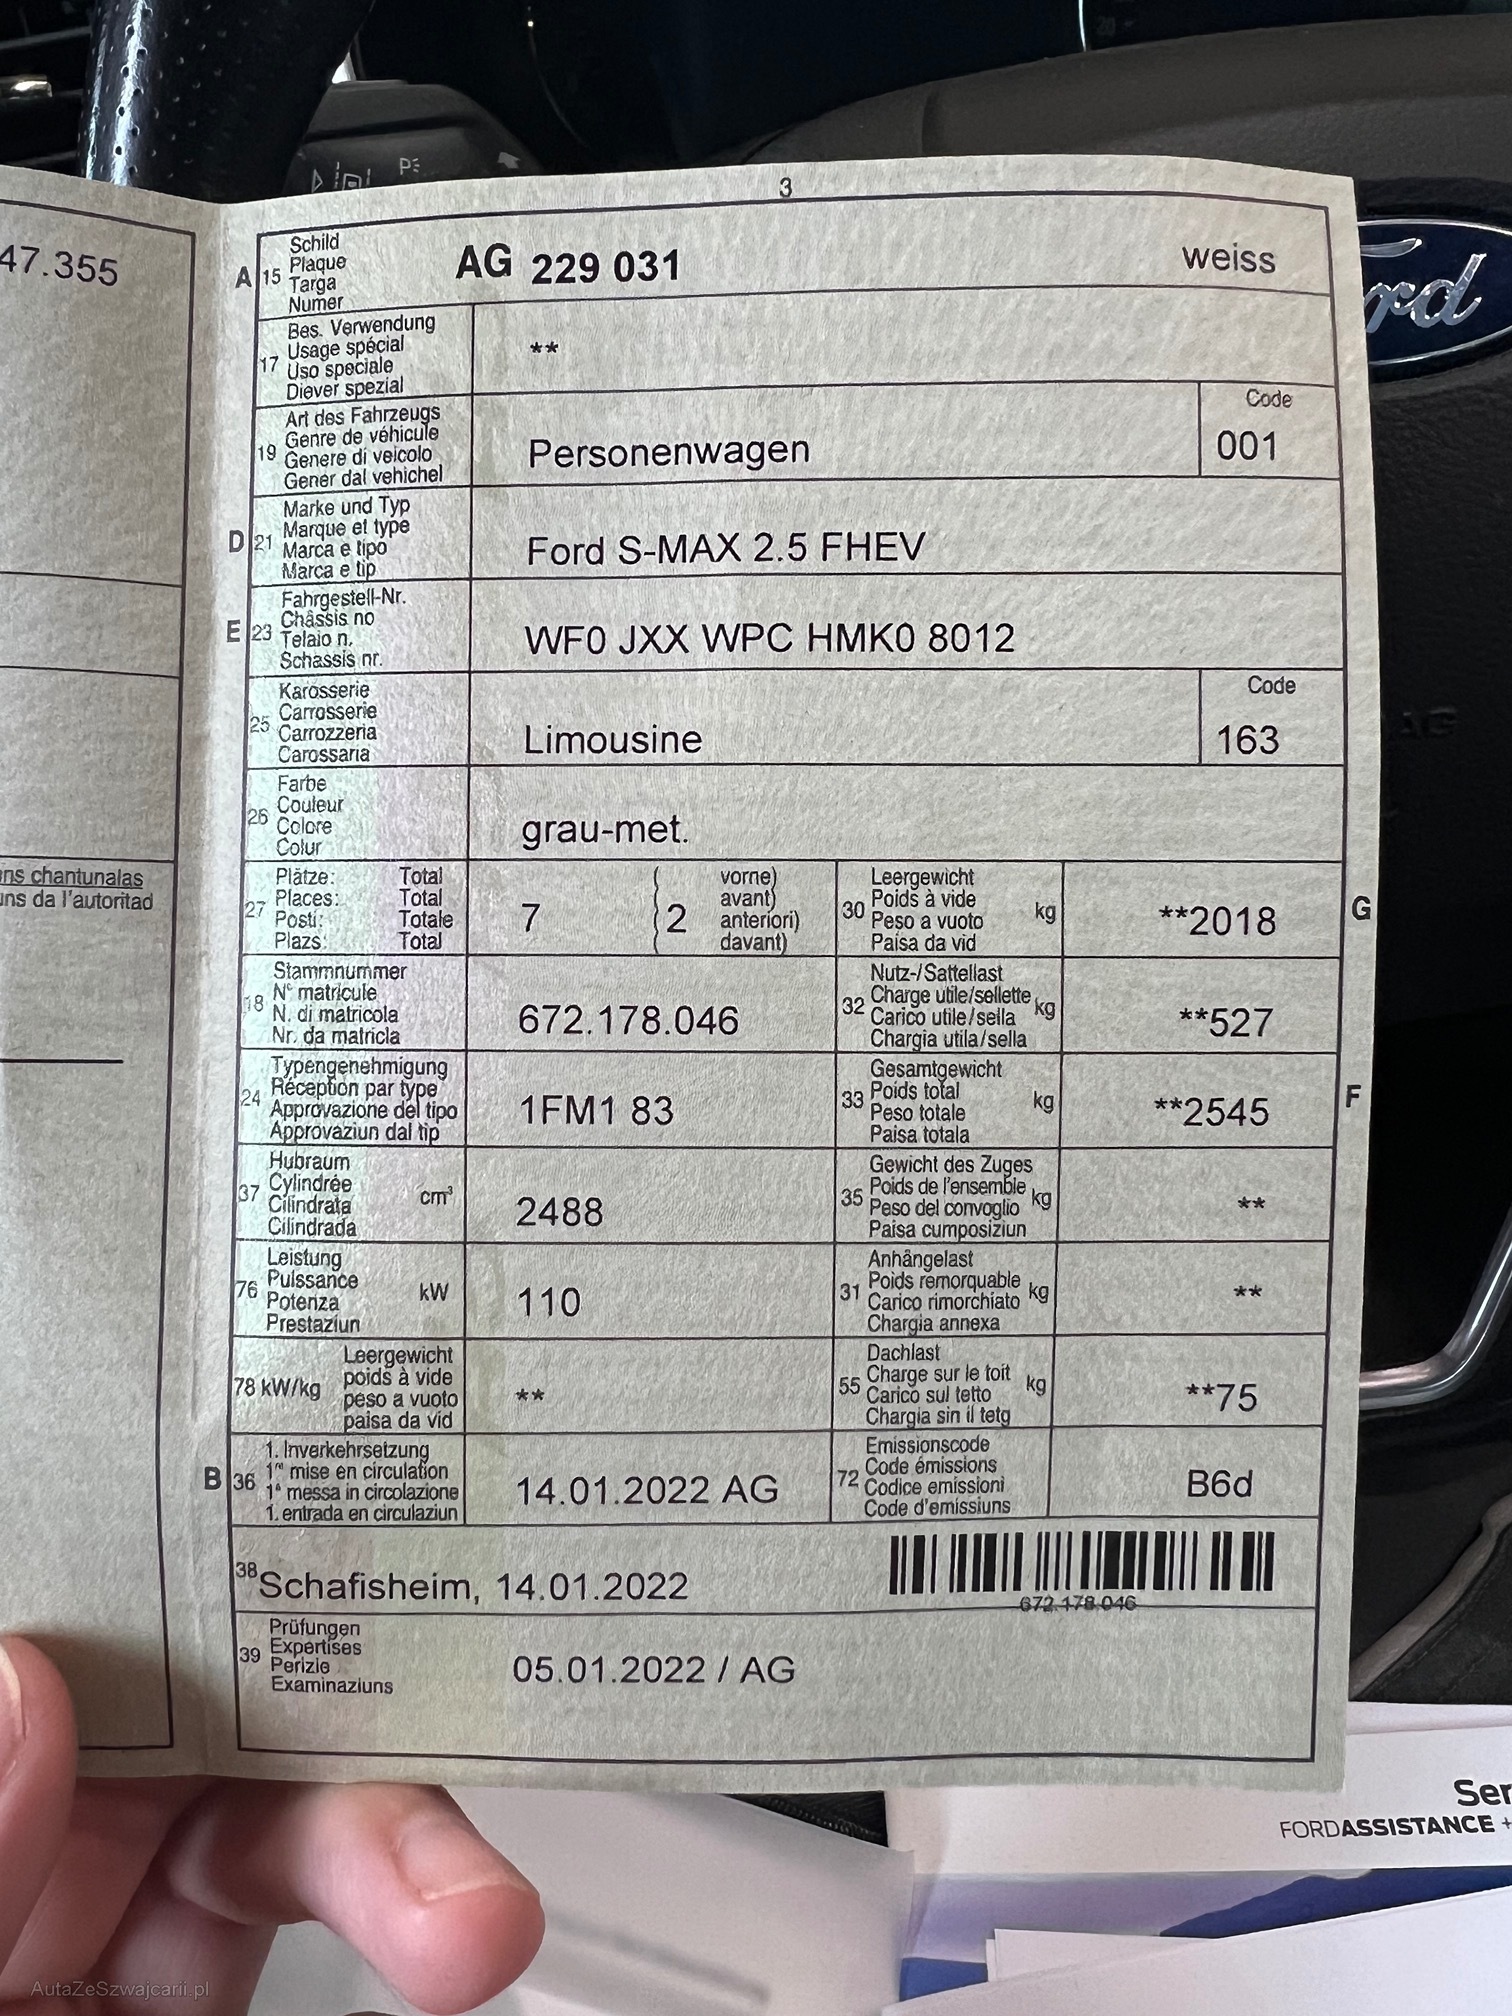 3
47.355
A 15 Schild
Plaque
Targa
Numer
AG 229 031 weiss
17 Bes. Verwendung
Usage spécial
Uso speciale
Diever spezial
**
19 Art des Fahrzeugs
Genre de véhicule
Genere di veicolo
Gener dal vehichel
Personenwagen
Code
001
D 21 Marke und Typ
Marque et type
Marca e tipo
Marca e tip
Ford S-MAX 2.5 FHEV
E 23 Fahrgestell-Nr.
Châssis no
Telaio n.
Schassis nr.
WF0 JXX WPC HMK0 8012
25 Karosserie
Carrosserie
Carrozzeria
Carossaria
Limousine
Code
163
26 Farbe
Couleur
Colore
Colur
grau-met.
ns chantunalas
uns da l'autoritad
27 Plätze: Total
Places: Total
Posti: Totale
Plazs: Total
7
2
vorne)
avant)
anteriori)
davant)
30 Leergewicht
Poids à vide
Peso a vuoto
Paisa da vid
kg
**2018
G
18 Stammnummer
N° matricule
N. di matricola
Nr. da matricla
672.178.046
32 Nutz-/Sattellast
Charge utile/sellette
Carico utile/sella
Chargia utila/sella
kg
**527
24 Typengenehmigung
Réception par type
Approvazione del tipo
Approvaziun dal tip
1FM1 83
33 Gesamtgewicht
Poids total
Peso totale
Paisa totala
kg
**2545
F
37 Hubraum
Cylindrée
Cilindrata
Cilindrada
cm³
2488
35 Gewicht des Zuges
Poids de l'ensemble
Peso del convoglio
Paisa cumposiziun
kg
**
76 Leistung
Puissance
Potenza
Prestaziun
kW
110
31 Anhängelast
Poids remorquable
Carico rimorchiato
Chargia annexa
kg
**
78 kW/kg
Leergewicht
poids à vide
peso a vuoto
paisa da vid
**
55 Dachlast
Charge sur le toit
Carico sul tetto
Chargia sin il tetg
kg
**75
B 36 1. Inverkehrsetzung
1re mise en circulation
1a messa in circolazione
1. entrada en circulaziun
14.01.2022 AG
72 Emissionscode
Code émissions
Codice emissioni
Code d'emissiuns
B6d
38 Schafisheim, 14.01.2022
672.178.046
39 Prüfungen
Expertises
Perizie
Examinaziuns
05.01.2022 / AG
Ford
AG
Ser
FORDASSISTANCE +
AutaZeSzwajcarii.pl